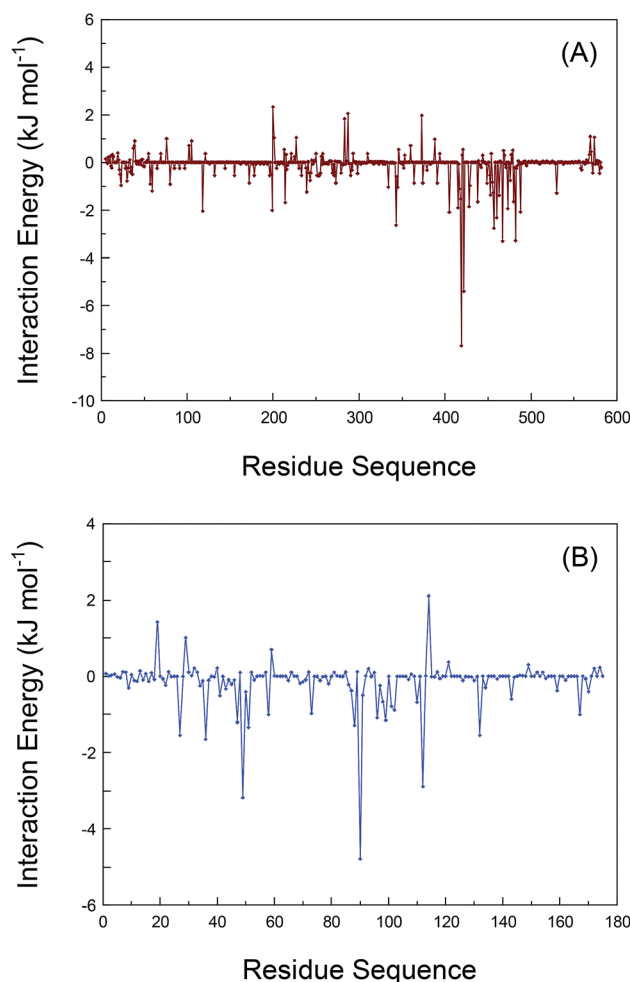 6
4
2
0
-2
-4
-6
-8
-10
Interaction Energy (kJ mol⁻¹)
(A)
0 100 200 300 400 500 600
Residue Sequence
4
2
0
-2
-4
-6
Interaction Energy (kJ mol⁻¹)
(B)
0 20 40 60 80 100 120 140 160 180
Residue Sequence